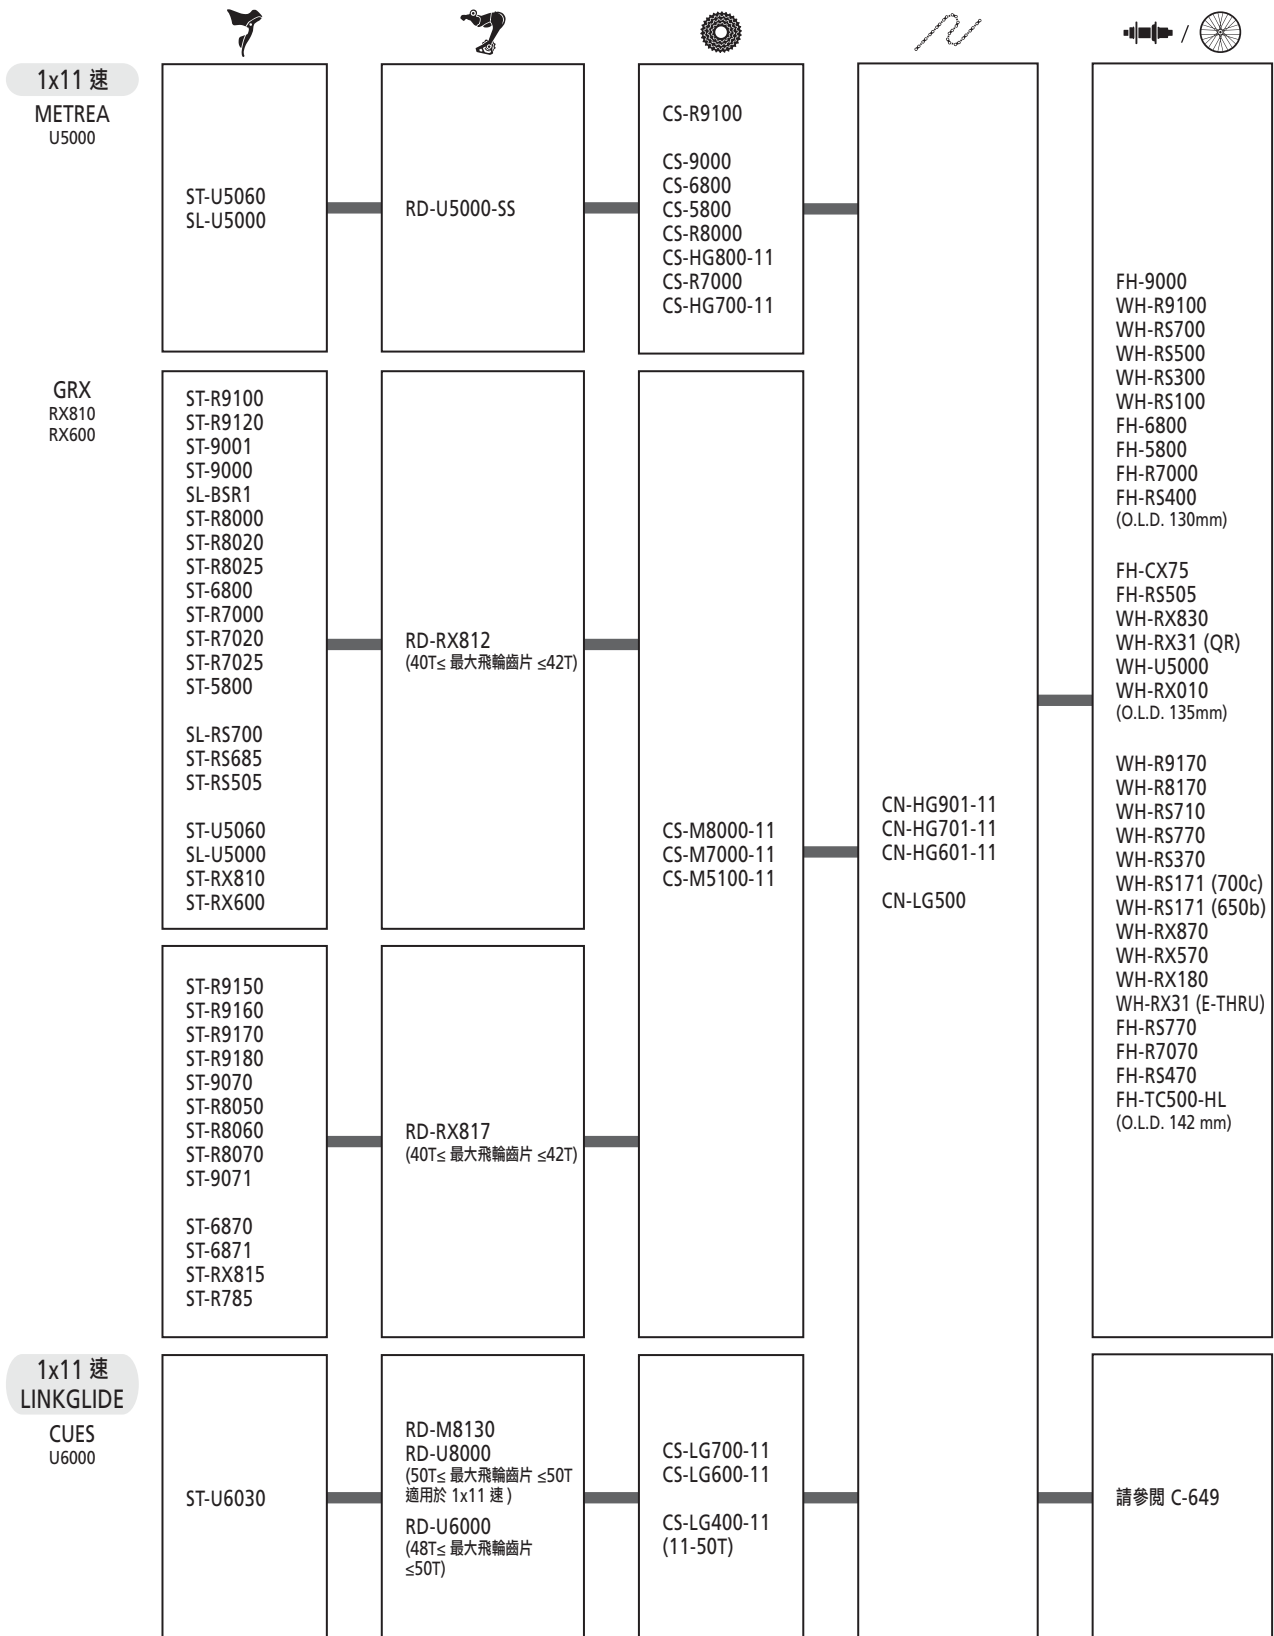 /
1x11 速
METREA
U5000
ST-U5060
SL-U5000
RD-U5000-SS
CS-R9100
CS-9000
CS-6800
CS-5800
CS-R8000
CS-HG800-11
CS-R7000
CS-HG700-11
GRX
RX810
RX600
ST-R9100
ST-R9120
ST-9001
ST-9000
SL-BSR1
ST-R8000
ST-R8020
ST-R8025
ST-6800
ST-R7000
ST-R7020
ST-R7025
ST-5800
SL-RS700
ST-RS685
ST-RS505
ST-U5060
SL-U5000
ST-RX810
ST-RX600
RD-RX812
(40T≤ 最大飛輪齒片 ≤42T)
ST-R9150
ST-R9160
ST-R9170
ST-R9180
ST-9070
ST-R8050
ST-R8060
ST-R8070
ST-9071
ST-6870
ST-6871
ST-RX815
ST-R785
RD-RX817
(40T≤ 最大飛輪齒片 ≤42T)
CS-M8000-11
CS-M7000-11
CS-M5100-11
CN-HG901-11
CN-HG701-11
CN-HG601-11
CN-LG500
FH-9000
WH-R9100
WH-RS700
WH-RS500
WH-RS300
WH-RS100
FH-6800
FH-5800
FH-R7000
FH-RS400
(O.L.D. 130mm)
FH-CX75
FH-RS505
WH-RX830
WH-RX31 (QR)
WH-U5000
WH-RX010
(O.L.D. 135mm)
WH-R9170
WH-R8170
WH-RS710
WH-RS770
WH-RS370
WH-RS171 (700c)
WH-RS171 (650b)
WH-RX870
WH-RX570
WH-RX180
WH-RX31 (E-THRU)
FH-RS770
FH-R7070
FH-RS470
FH-TC500-HL
(O.L.D. 142 mm)
1x11 速
LINKGLIDE
CUES
U6000
ST-U6030
RD-M8130
RD-U8000
(50T≤ 最大飛輪齒片 ≤50T
適用於 1x11 速 )
RD-U6000
(48T≤ 最大飛輪齒片
≤50T)
CS-LG700-11
CS-LG600-11
CS-LG400-11
(11-50T)
請參閱 C-649